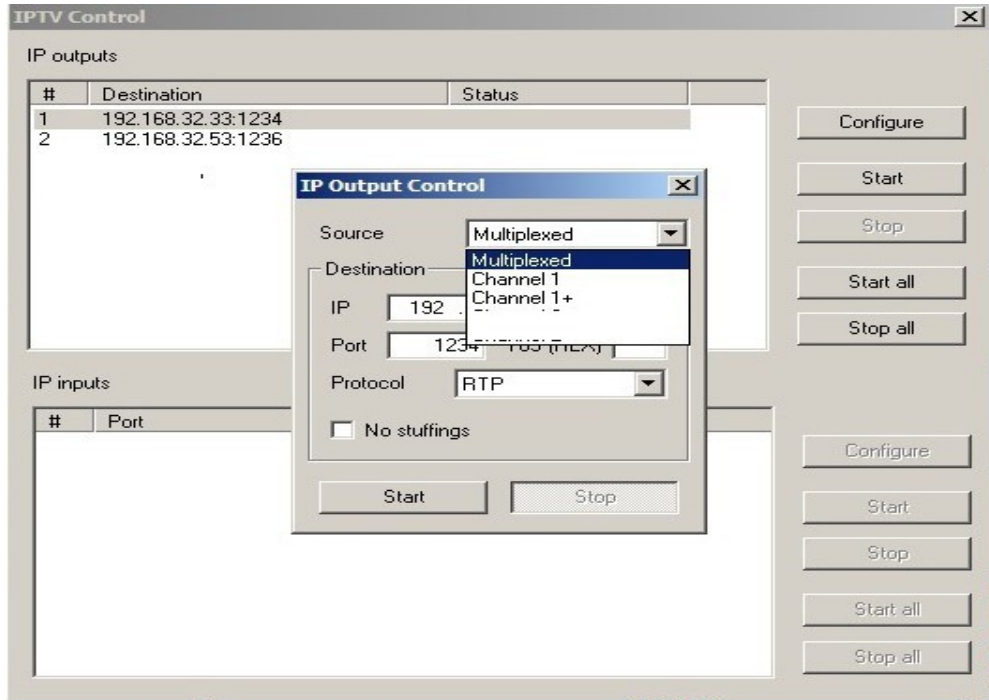 IPTV Control
IP outputs
# Destination Status
1 192.168.32.33:1234
2 192.168.32.53:1236
Configure
Start
Stop
Start all
Stop all
IP Output Control
Source Multiplexed
Multiplexed
Channel 1
Channel 1+
Destination
IP 192 .
Port 1234
Protocol RTP
No stuffings
Start Stop
IP inputs
# Port
Configure
Start
Stop
Start all
Stop all